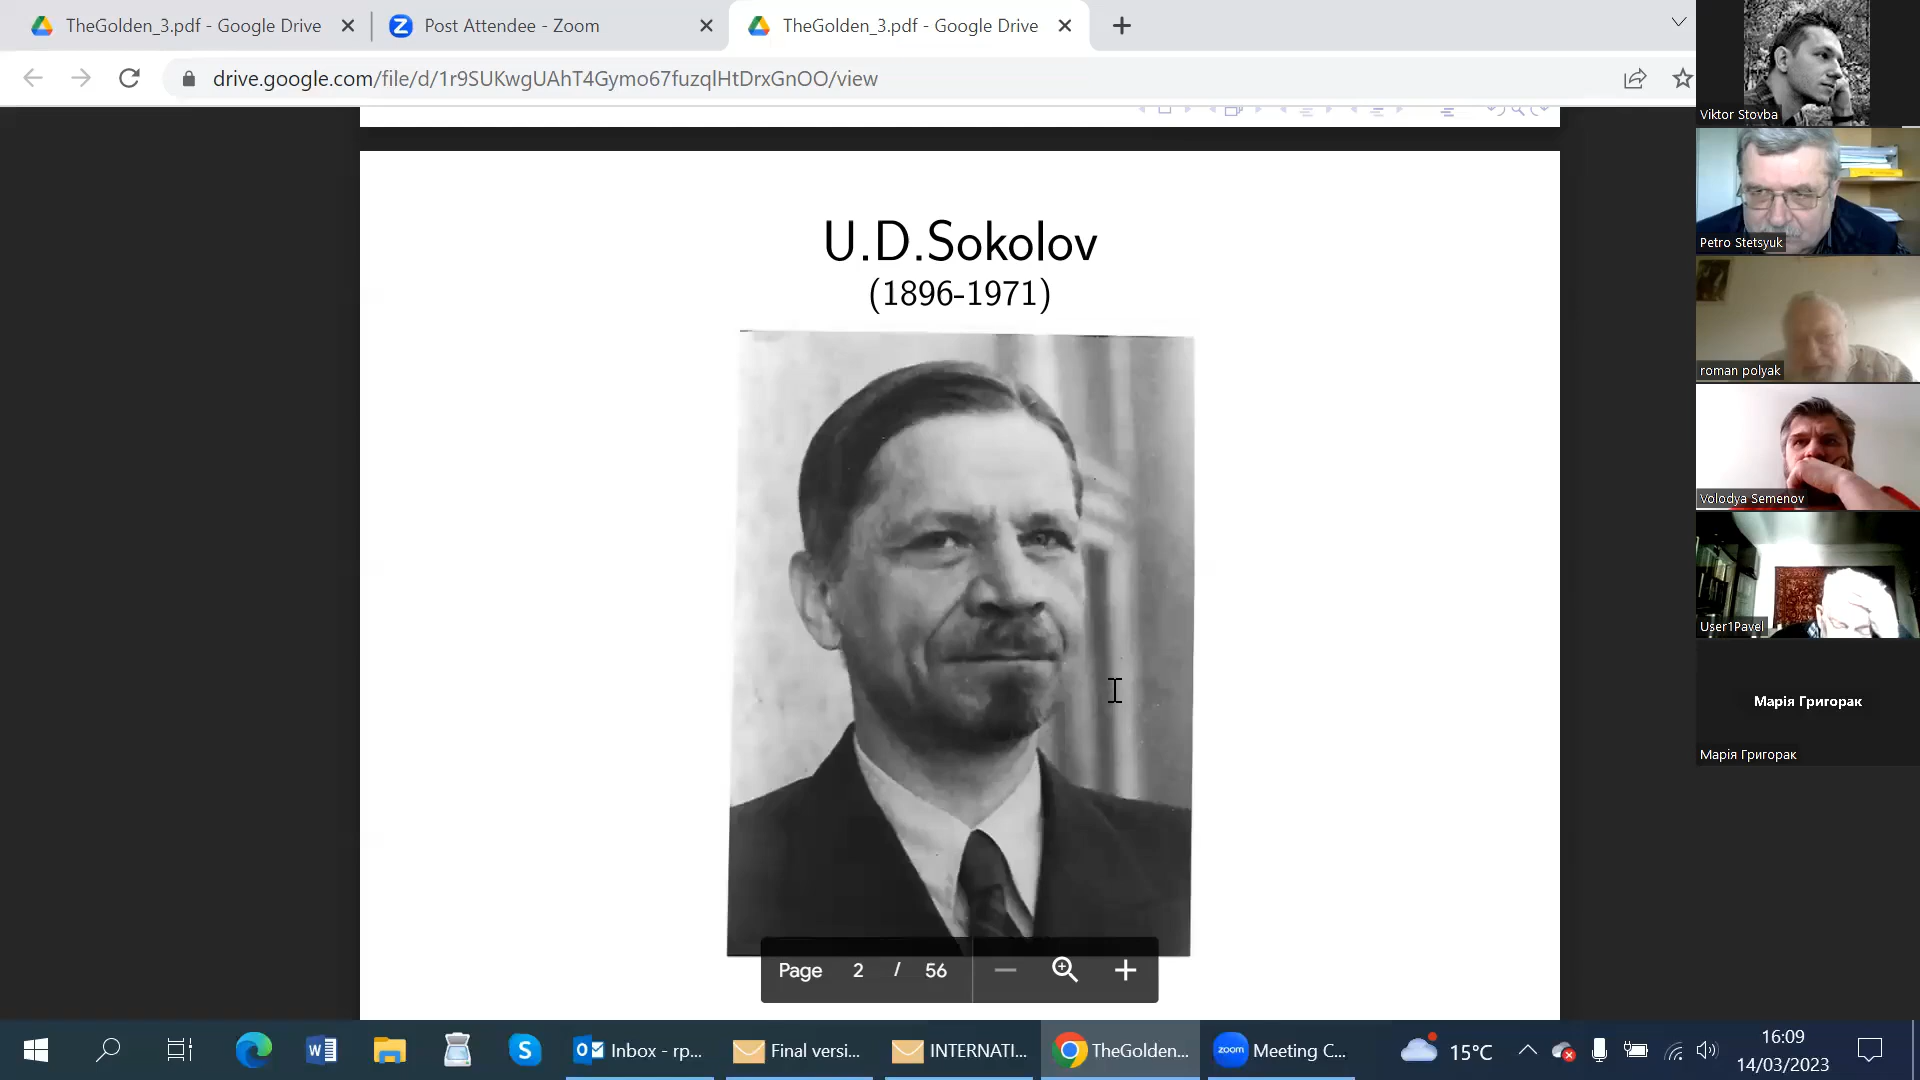 TheGolden_3.pdf - Google Drive
Post Attendee - Zoom
TheGolden_3.pdf - Google Drive
drive.google.com/file/d/1r9SUKwgUAhT4Gymo67fuzqlHtDrxGnOO/view
U.D.Sokolov
(1896-1971)
Page 2 / 56
Viktor Stovba
Petro Stetsyuk
roman polyak
Volodya Semenov
User1Pavel
Марія Григорак
Марія Григорак
Inbox - rp...
Final versi...
INTERNATI...
TheGolden...
zoom
Meeting C...
15°C
16:09
14/03/2023